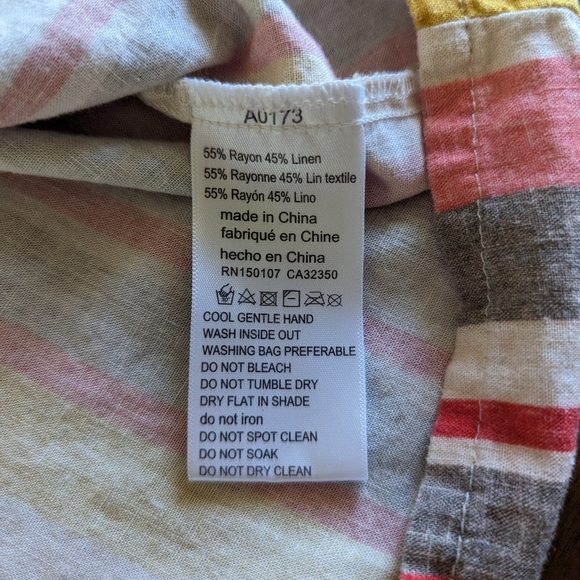 A0173
55% Rayon 45% Linen
55% Rayonne 45% Lin textile
55% Rayón 45% Lino
made in China
fabriqué en Chine
hecho en China
RN150107 CA32350
COOL GENTLE HAND
WASH INSIDE OUT
WASHING BAG PREFERABLE
DO NOT BLEACH
DO NOT TUMBLE DRY
DRY FLAT IN SHADE
do not iron
DO NOT SPOT CLEAN
DO NOT SOAK
DO NOT DRY CLEAN